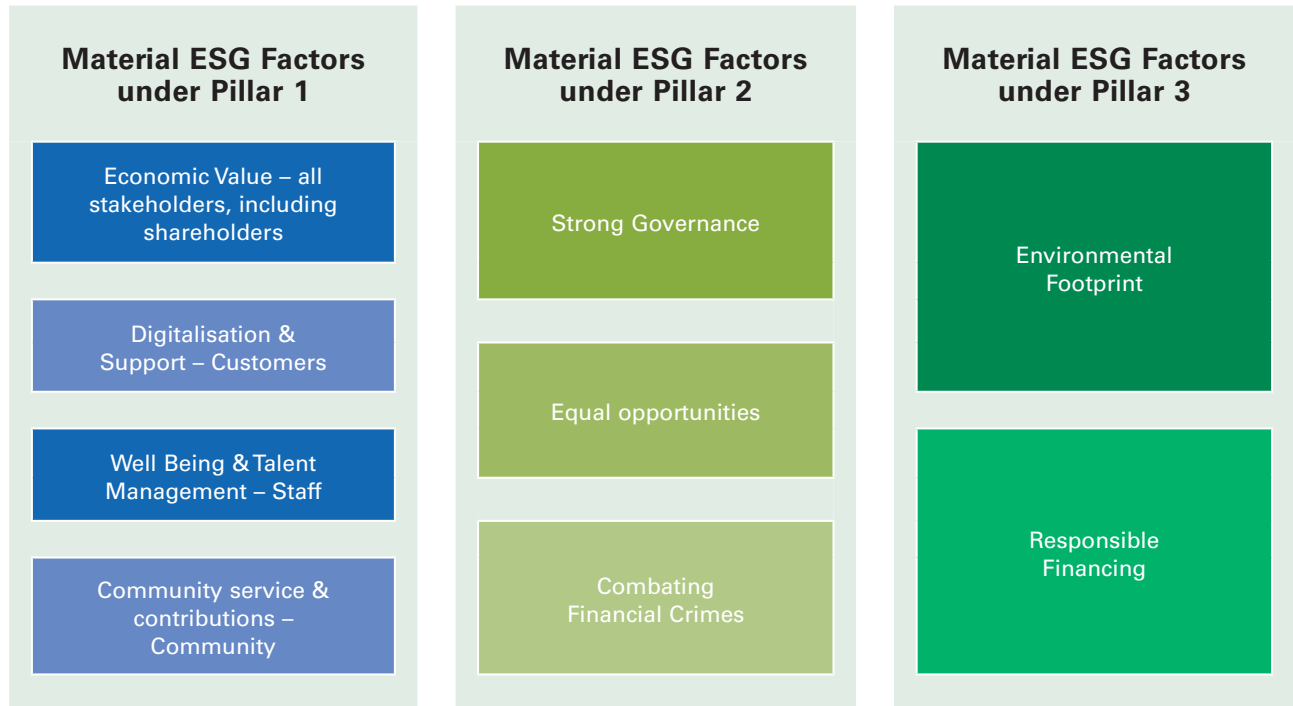 Material ESG Factors
under Pillar 1
Economic Value – all
stakeholders, including
shareholders
Digitalisation &
Support – Customers
Well Being & Talent
Management – Staff
Community service &
contributions –
Community
Material ESG Factors
under Pillar 2
Strong Governance
Equal opportunities
Combating
Financial Crimes
Material ESG Factors
under Pillar 3
Environmental
Footprint
Responsible
Financing